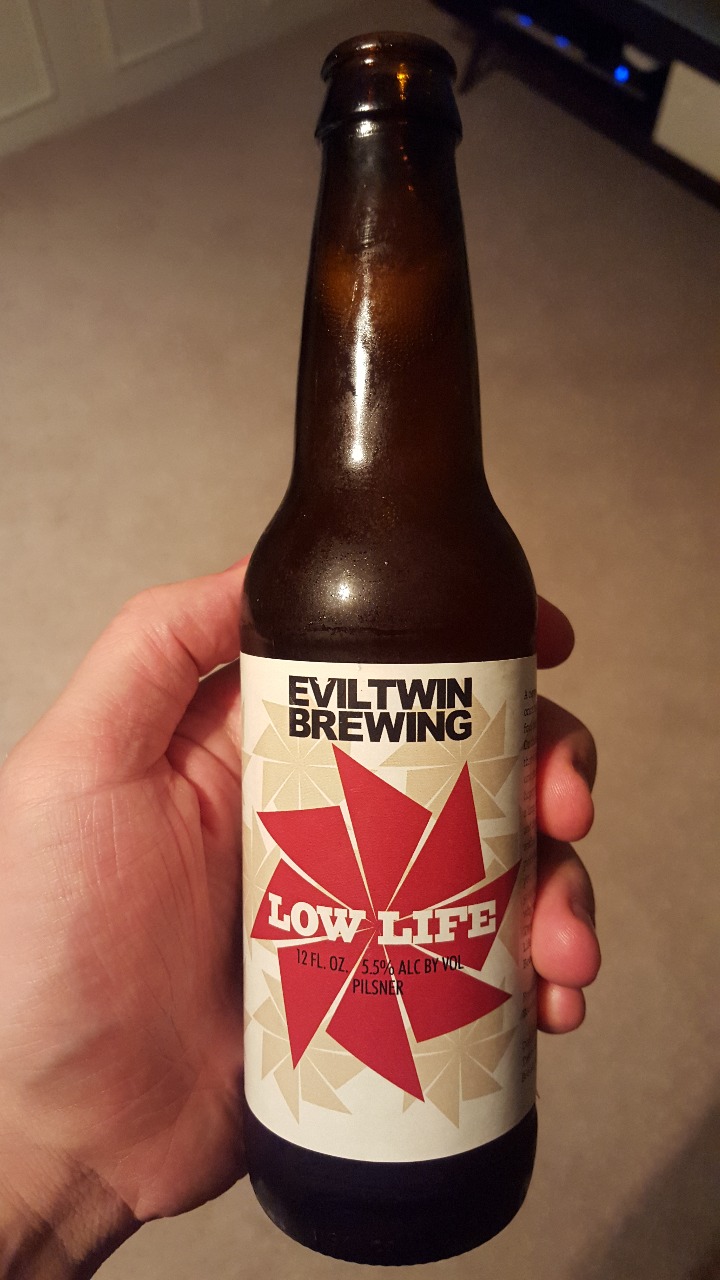 EVILTWIN
BREWING
LOW LIFE
12 FL. OZ. 5.5% ALC BY VOL
PILSNER